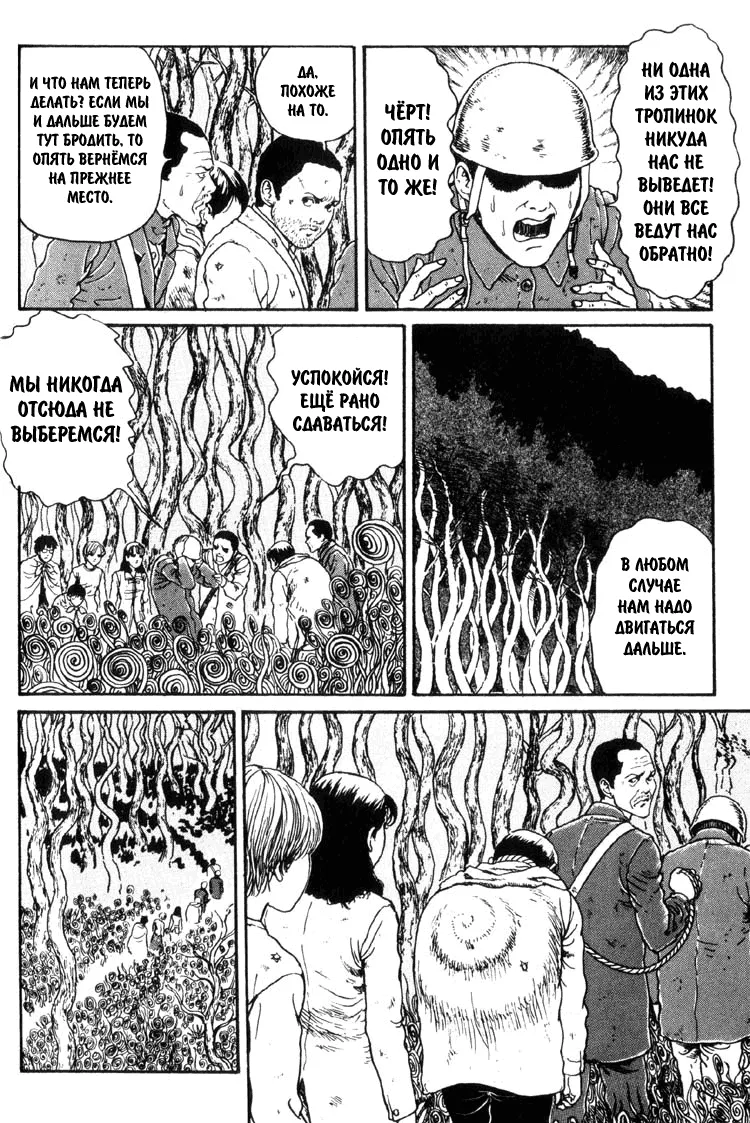 НИ ОДНА
ИЗ ЭТИХ
ТРОПИНОК
НИКУДА
НАС НЕ
ВЫВЕДЕТ!
ОНИ ВСЕ
ВЕДУТ НАС
ОБРАТНО!
ЧЁРТ!
ОПЯТЬ
ОДНО И
ТО ЖЕ!
ДА,
ПОХОЖЕ
НА ТО.
И ЧТО НАМ ТЕПЕРЬ
ДЕЛАТЬ? ЕСЛИ МЫ
И ДАЛЬШЕ БУДЕМ
ТУТ БРОДИТЬ, ТО
ОПЯТЬ ВЕРНЁМСЯ
НА ПРЕЖНЕЕ
МЕСТО.
В ЛЮБОМ
СЛУЧАЕ
НАМ НАДО
ДВИГАТЬСЯ
ДАЛЬШЕ.
УСПОКОЙСЯ!
ЕЩЁ РАНО
СДАВАТЬСЯ!
МЫ НИКОГДА
ОТСЮДА НЕ
ВЫБЕРЕМСЯ!